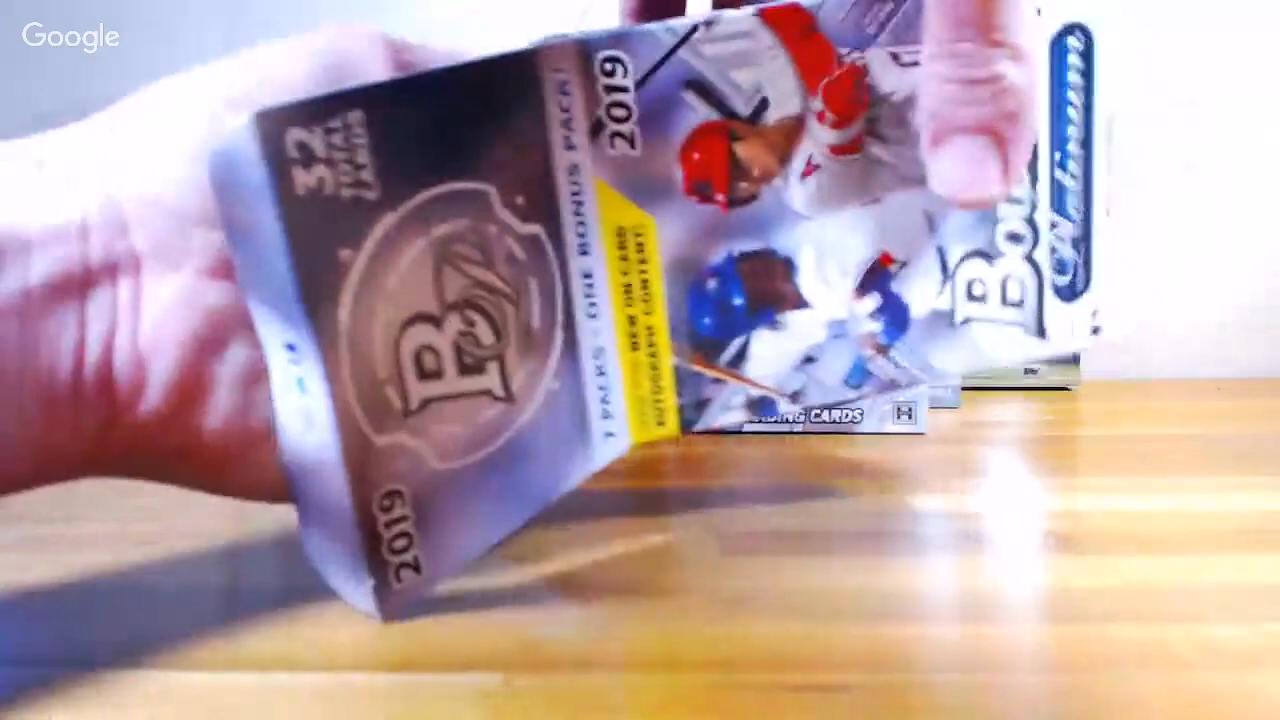 Google
32
TOTAL
CARDS
B
2019
7 PACKS - ONE BONUS PACK!
2019
NEW ON CARD
AUTOGRAPH CONTENT!
TRADING CARDS
Bow
Platinum